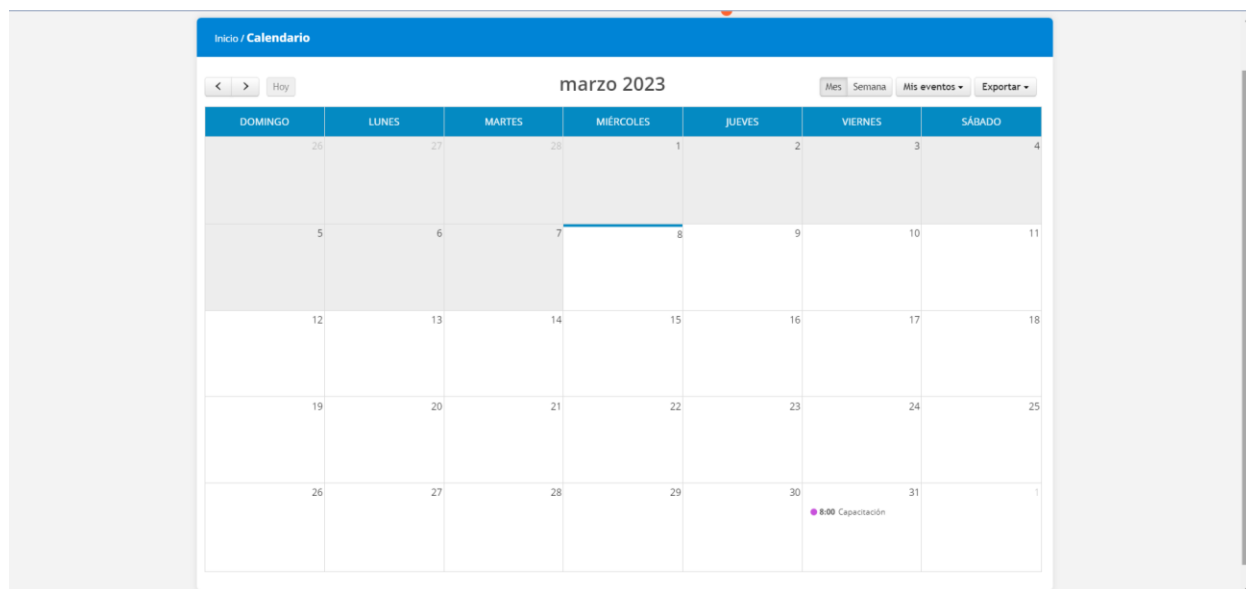 Inicio / Calendario
Hoy
marzo 2023
Mes Semana Mis eventos Exportar
DOMINGO LUNES MARTES MIÉRCOLES JUEVES VIERNES SÁBADO
26 27 28 1 2 3 4
5 6 7 8 9 10 11
12 13 14 15 16 17 18
19 20 21 22 23 24 25
26 27 28 29 30 31 1
8:00 Capacitación